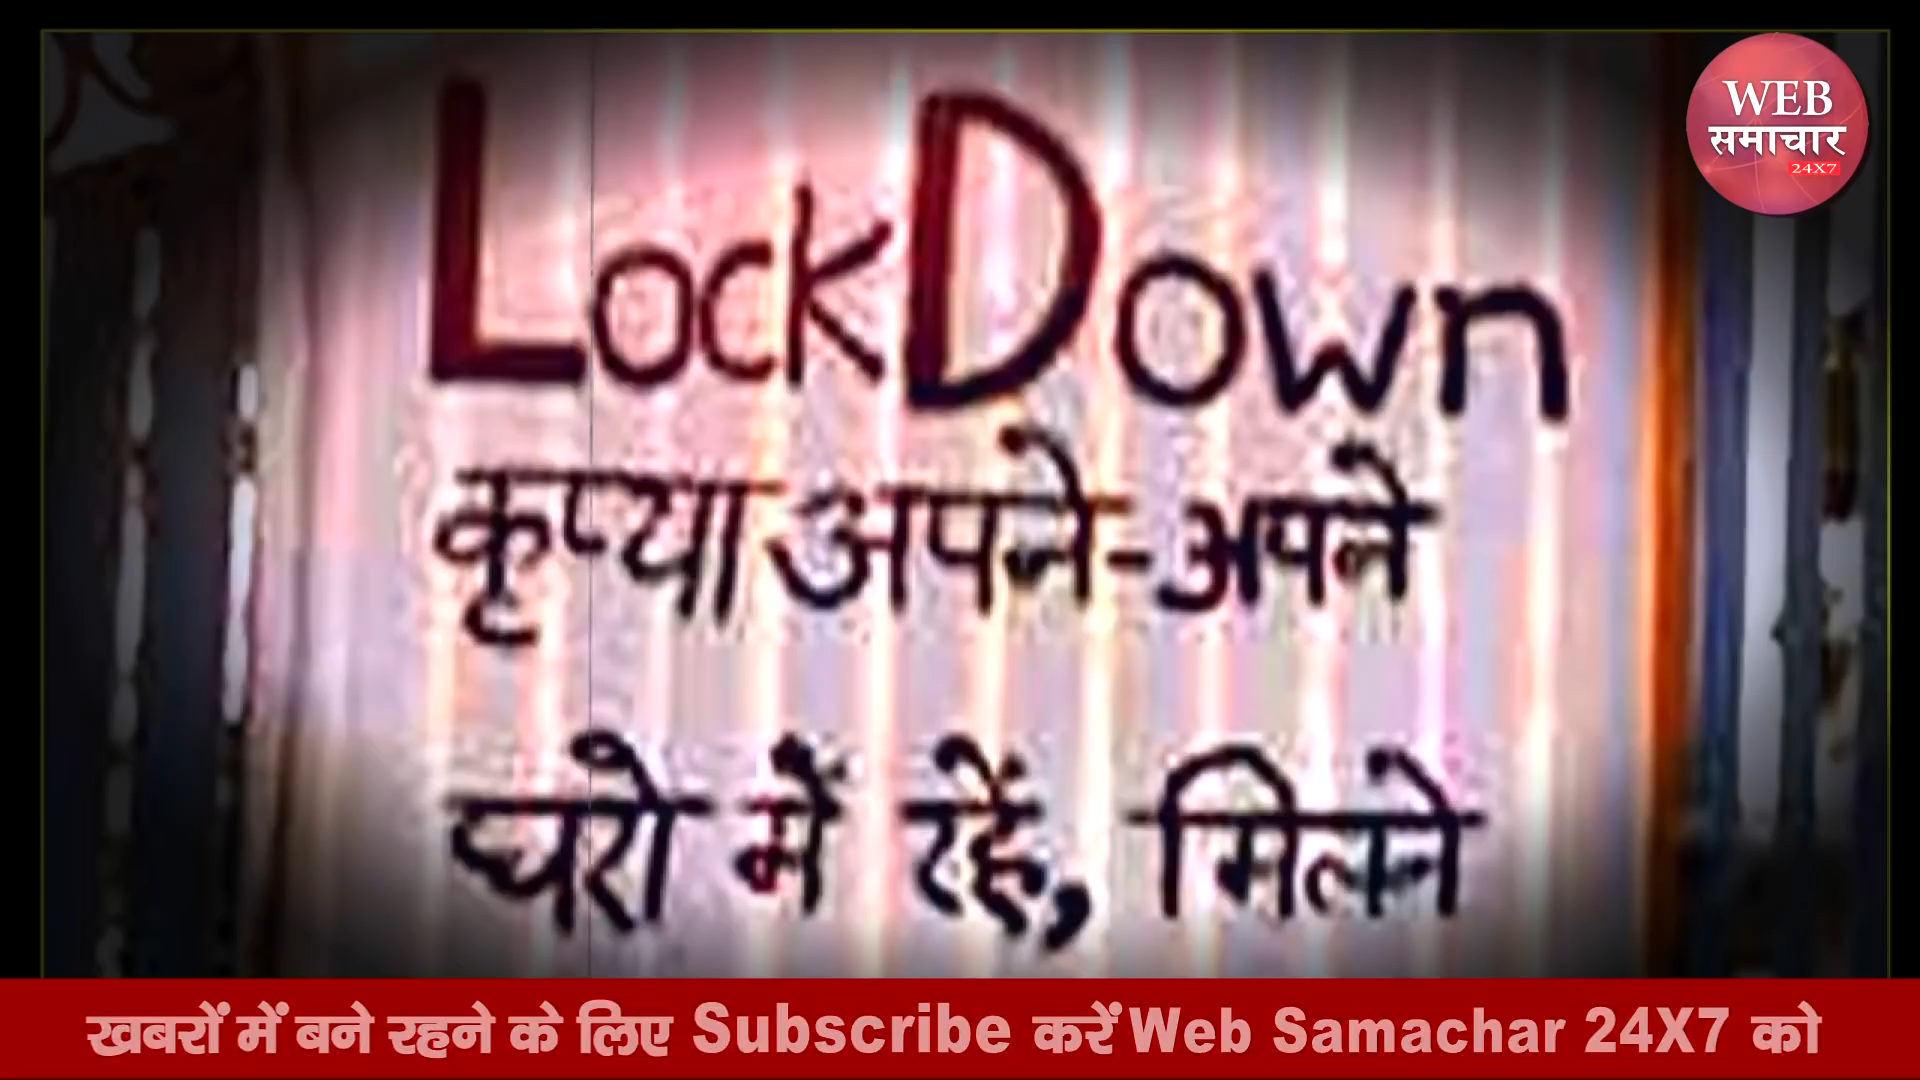 WEB
समाचार
24X7
LockDown
कृप्या अपने-अपने
घरो में रहें, मिलने
खबरों में बने रहने के लिए Subscribe करें Web Samachar 24X7 को